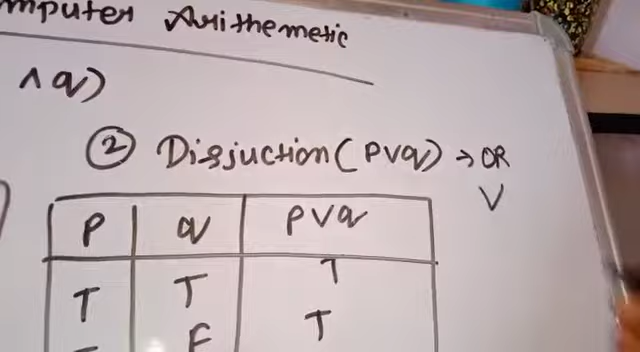 mputer Arithemetic
∧ q)
② Disjuction (p∨q) → OR
∨
p q p∨q
T T T
F T